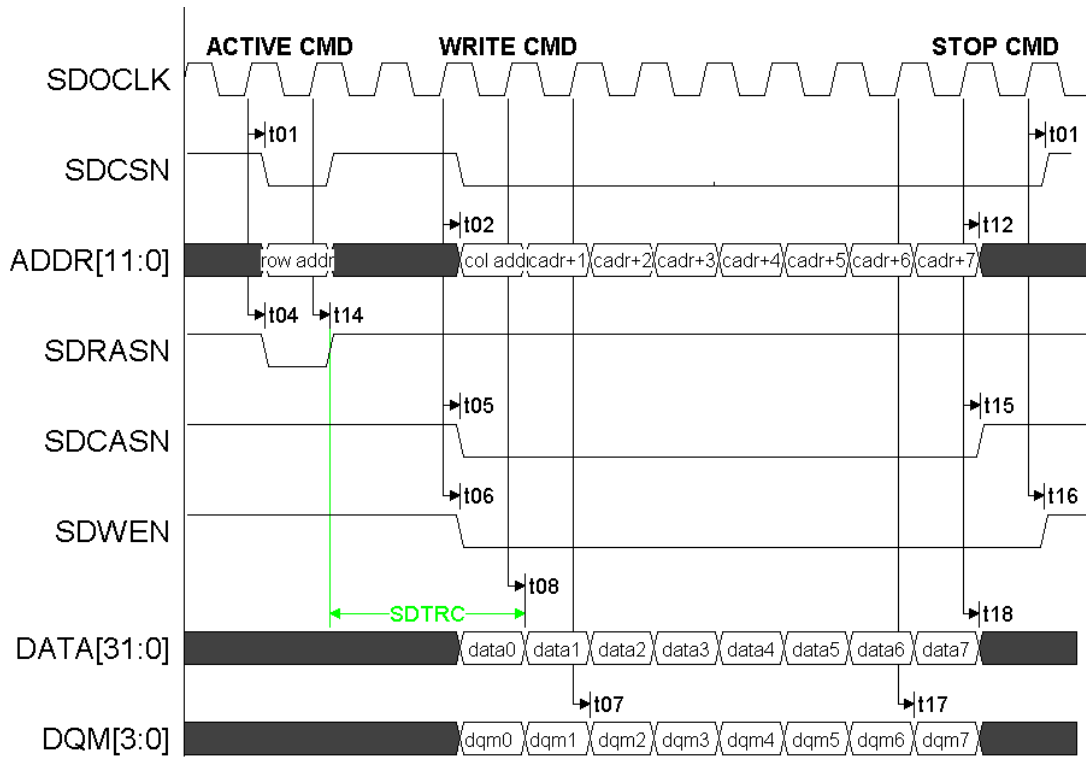 ACTIVE CMD WRITE CMD STOP CMD
SDOCLK
t01 t01
SDCSN
t02 t12
ADDR[11:0] row addr col addr cadr+1 cadr+2 cadr+3 cadr+4 cadr+5 cadr+6 cadr+7
t04 t14
SDRASN
t05 t15
SDCASN
t06 t16
SDWEN
t08
SDTRC t18
DATA[31:0] data0 data1 data2 data3 data4 data5 data6 data7
t07 t17
DQM[3:0] dqm0 dqm1 dqm2 dqm3 dqm4 dqm5 dqm6 dqm7